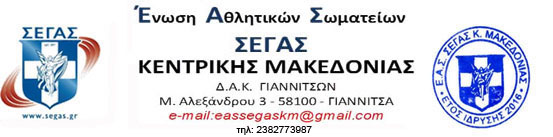 ΣΕΓΑΣ
www.segas.gr
Ένωση Αθλητικών Σωματείων
ΣΕΓΑΣ
ΚΕΝΤΡΙΚΗΣ ΜΑΚΕΔΟΝΙΑΣ
Δ.Α.Κ. ΓΙΑΝΝΙΤΣΩΝ
Μ. Αλεξάνδρου 3 - 58100 - ΓΙΑΝΝΙΤΣΑ
e-mail:eassegaskm@gmail.com
τηλ: 2382773987
Ε.Α.Σ. ΣΕΓΑΣ Κ. ΜΑΚΕΔΟΝΙΑΣ
ΕΤΟΣ ΙΔΡΥΣΗΣ 2016